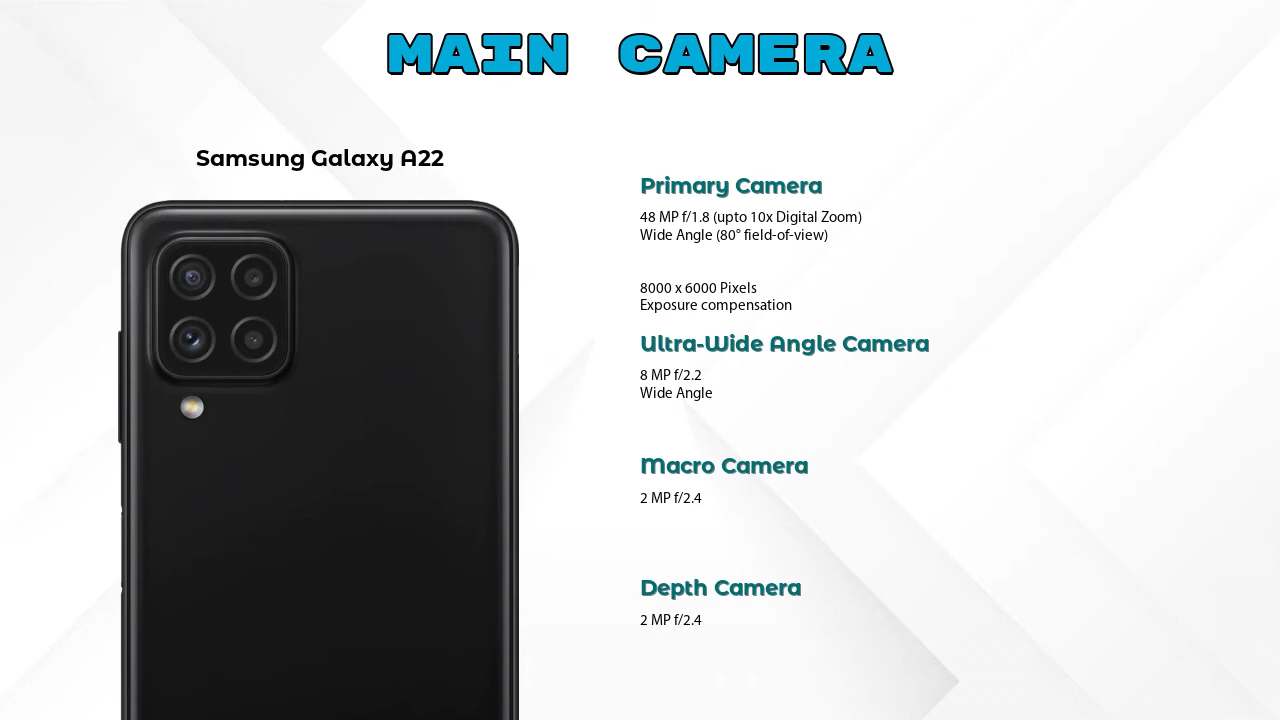 MAIN CAMERA
Samsung Galaxy A22
Primary Camera
48 MP f/1.8 (upto 10x Digital Zoom)
Wide Angle (80° field-of-view)
8000 x 6000 Pixels
Exposure compensation
Ultra-Wide Angle Camera
8 MP f/2.2
Wide Angle
Macro Camera
2 MP f/2.4
Depth Camera
2 MP f/2.4